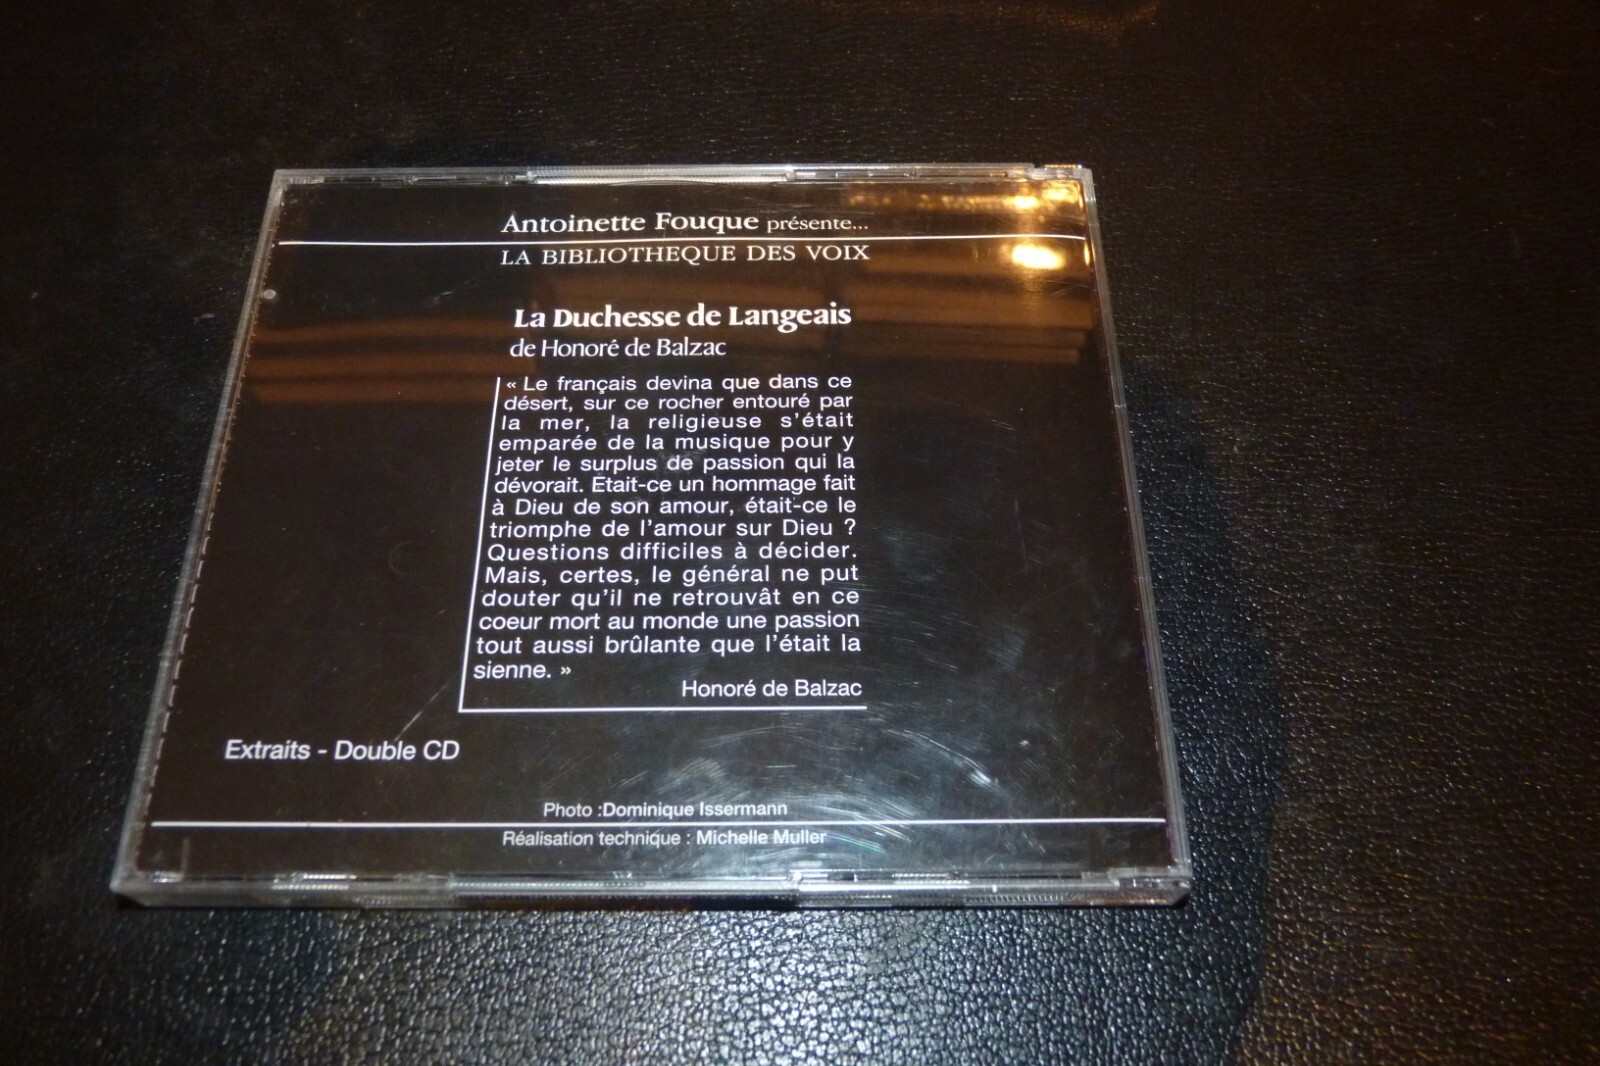 Antoinette Fouque présente...
LA BIBLIOTHEQUE DES VOIX
La Duchesse de Langeais
de Honoré de Balzac
« Le français devina que dans ce
désert, sur ce rocher entouré par
la mer, la religieuse s'était
emparée de la musique pour y
jeter le surplus de passion qui la
dévorait. Était-ce un hommage fait
à Dieu de son amour, était-ce le
triomphe de l'amour sur Dieu ?
Questions difficiles à décider.
Mais, certes, le général ne put
douter qu'il ne retrouvât en ce
coeur mort au monde une passion
tout aussi brûlante que l'était la
sienne. »
Honoré de Balzac
Extraits - Double CD
Photo :Dominique Issermann
Réalisation technique : Michelle Muller